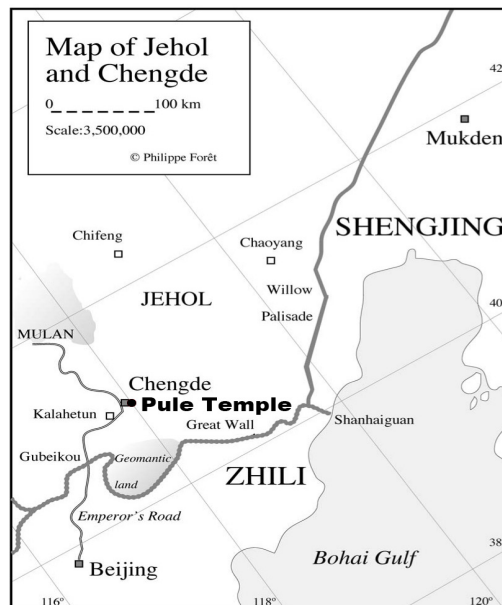 Map of Jehol
and Chengde
0 100 km
Scale:3,500,000
© Philippe Forêt
42
Mukden
SHENGJING
Chifeng
Chaoyang
Willow
Palisade
JEHOL
40
MULAN
Chengde
Pule Temple
Kalahetun
Great Wall
Shanhaiguan
Gubeikou
Geomantic
land
ZHILI
Emperor's Road
38
Bohai Gulf
Beijing
116°
118°
120°